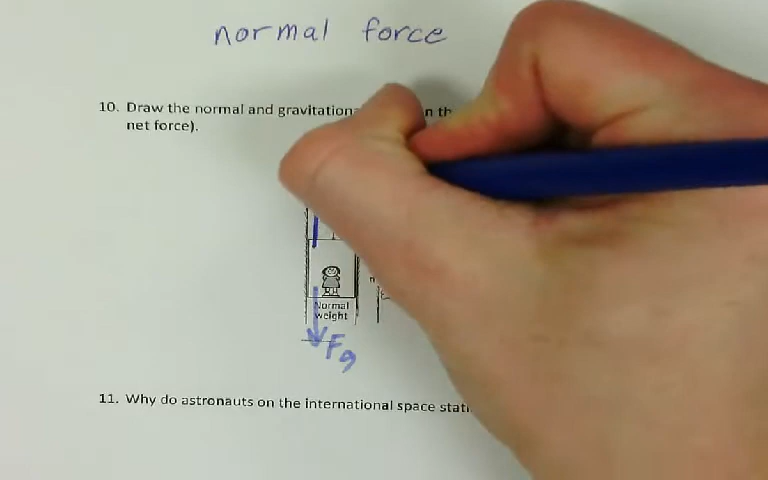 normal force
10. Draw the normal and gravitation
net force).
Normal
weight
Fg
11. Why do astronauts on the international space stati